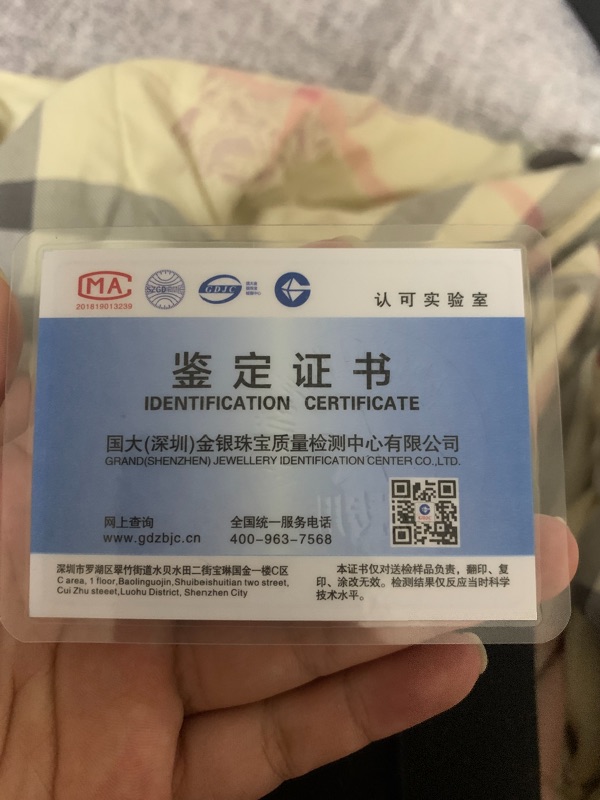 CMA
201819013239
SZGD
GDJC
认可实验室
鉴定证书
IDENTIFICATION CERTIFICATE
国大(深圳)金银珠宝质量检测中心有限公司
GRAND(SHENZHEN) JEWELLERY IDENTIFICATION CENTER CO.,LTD.
网上查询
www.gdzbjc.cn
全国统一服务电话
400-963-7568
深圳市罗湖区翠竹街道水贝水田二街宝琳国金一楼C区
C area, 1 floor,Baolinguojin,Shuibeishuitian two street,
Cui Zhu steeet,Luohu District, Shenzhen City
本证书仅对送检样品负责，翻印、复
印、涂改无效。检测结果仅反应当时科学
技术水平。